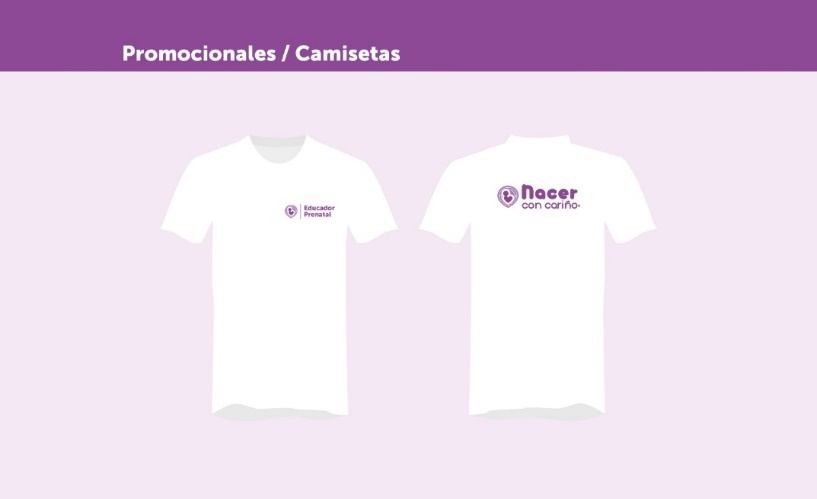 Promocionales / Camisetas
Educador
Prenatal
Nacer
con cariño